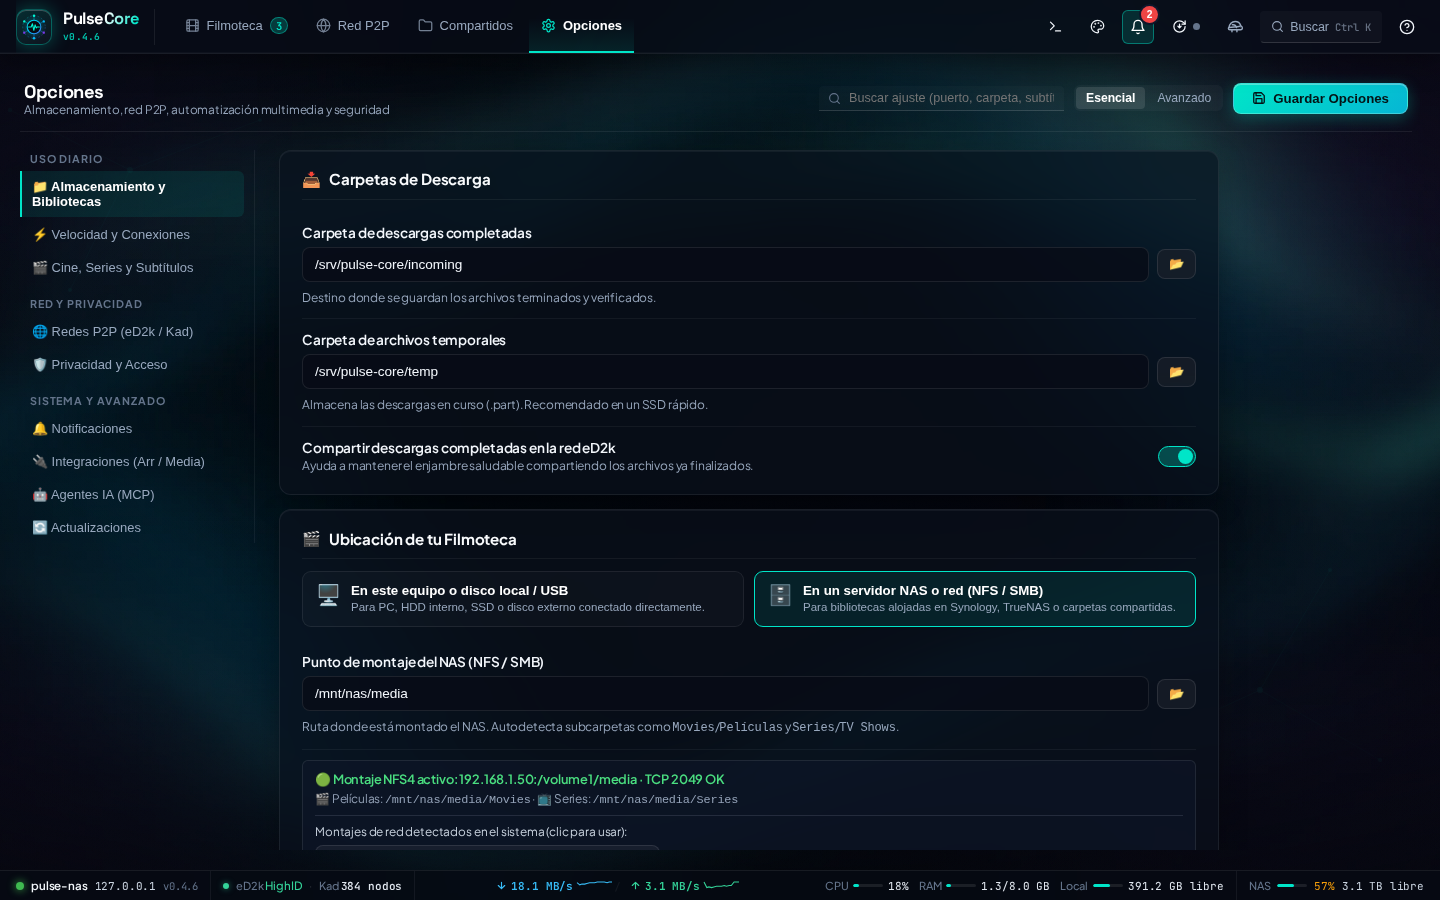 PulseCore
v0.4.6
Filmoteca 3
Red P2P
Compartidos
Opciones
2
Buscar Ctrl K
Opciones
Almacenamiento, red P2P, automatización multimedia y seguridad
Buscar ajuste (puerto, carpeta, subtí
Esencial
Avanzado
Guardar Opciones
USO DIARIO
Almacenamiento y
Bibliotecas
Velocidad y Conexiones
Cine, Series y Subtítulos
RED Y PRIVACIDAD
Redes P2P (eD2k / Kad)
Privacidad y Acceso
SISTEMA Y AVANZADO
Notificaciones
Integraciones (Arr / Media)
Agentes IA (MCP)
Actualizaciones
Carpetas de Descarga
Carpeta de descargas completadas
/srv/pulse-core/incoming
Destino donde se guardan los archivos terminados y verificados.
Carpeta de archivos temporales
/srv/pulse-core/temp
Almacena las descargas en curso (.part). Recomendado en un SSD rápido.
Compartir descargas completadas en la red eD2k
Ayuda a mantener el enjambre saludable compartiendo los archivos ya finalizados.
Ubicación de tu Filmoteca
En este equipo o disco local / USB
Para PC, HDD interno, SSD o disco externo conectado directamente.
En un servidor NAS o red (NFS / SMB)
Para bibliotecas alojadas en Synology, TrueNAS o carpetas compartidas.
Punto de montaje del NAS (NFS / SMB)
/mnt/nas/media
Ruta donde está montado el NAS. Autodetecta subcarpetas como Movies/Películas y Series/TV Shows.
Montaje NFS4 activo: 192.168.1.50:/volume1/media · TCP 2049 OK
Películas: /mnt/nas/media/Movies · Series: /mnt/nas/media/Series
Montajes de red detectados en el sistema (clic para usar):
pulse-nas 127.0.0.1 v0.4.6
eD2k HighID · Kad 384 nodos
↓ 18.1 MB/s / ↑ 3.1 MB/s
CPU 18% RAM 1.3/8.0 GB Local 391.2 GB libre
NAS 57% 3.1 TB libre